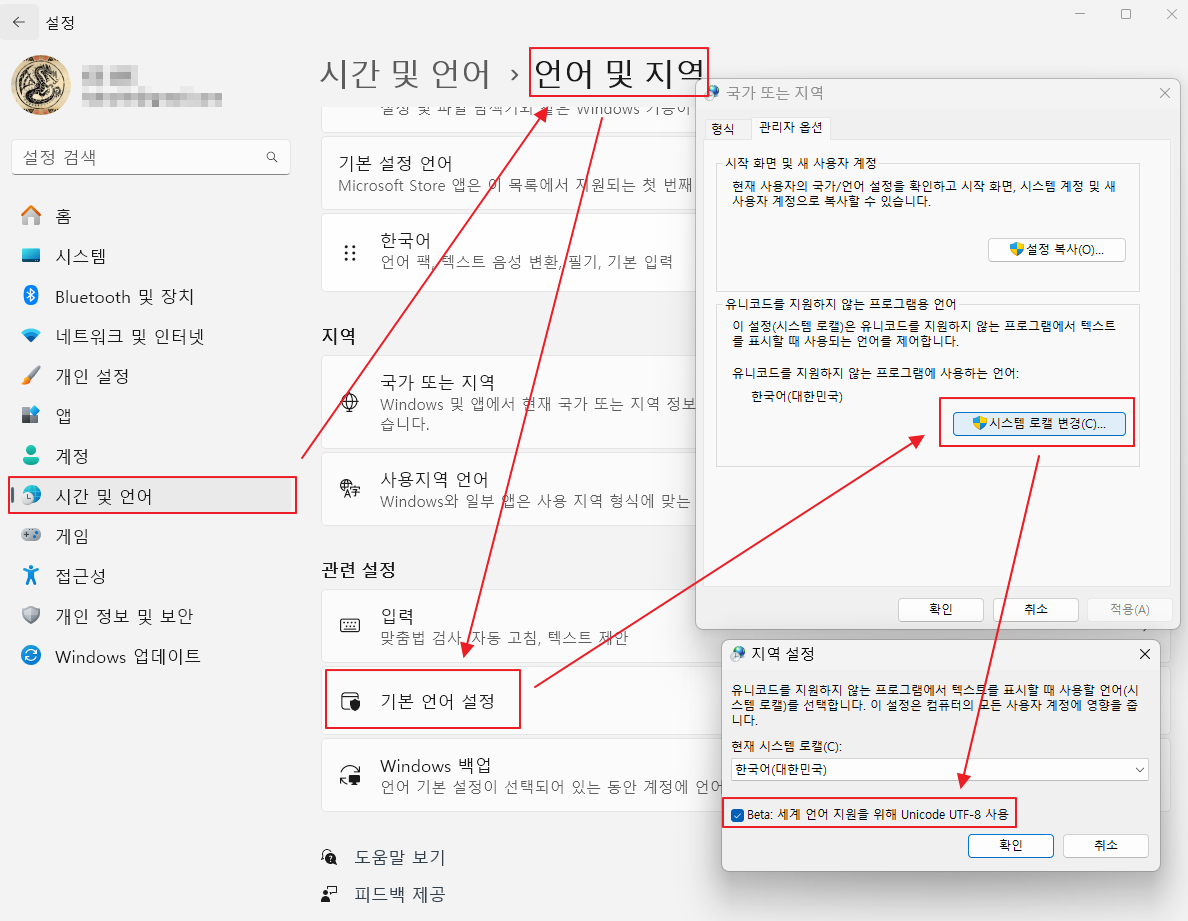 설정
설정 검색
홈
시스템
Bluetooth 및 장치
네트워크 및 인터넷
개인 설정
앱
계정
시간 및 언어
게임
접근성
개인 정보 및 보안
Windows 업데이트
시간 및 언어 › 언어 및 지역
기본 설정 언어
Microsoft Store 앱은 이 목록에서 지원되는 첫 번째
한국어
언어 팩, 텍스트 음성 변환, 필기, 기본 입력
지역
국가 또는 지역
Windows 및 앱에서 현재 국가 또는 지역 정보
습니다.
사용지역 언어
Windows와 일부 앱은 사용 지역 형식에 맞는
관련 설정
입력
맞춤법 검사, 자동 고침, 텍스트 제안
기본 언어 설정
Windows 백업
언어 기본 설정이 선택되어 있는 동안 계정에 언어
도움말 보기
피드백 제공
국가 또는 지역
형식
관리자 옵션
시작 화면 및 새 사용자 계정
현재 사용자의 국가/언어 설정을 확인하고 시작 화면, 시스템 계정 및 새
사용자 계정으로 복사할 수 있습니다.
설정 복사(O)...
유니코드를 지원하지 않는 프로그램용 언어
이 설정(시스템 로캘)은 유니코드를 지원하지 않는 프로그램에서 텍스트
를 표시할 때 사용되는 언어를 제어합니다.
유니코드를 지원하지 않는 프로그램에 사용하는 언어:
한국어(대한민국)
시스템 로캘 변경(C)...
확인
취소
적용(A)
지역 설정
유니코드를 지원하지 않는 프로그램에서 텍스트를 표시할 때 사용할 언어(시
스템 로캘)를 선택합니다. 이 설정은 컴퓨터의 모든 사용자 계정에 영향을 줍
니다.
현재 시스템 로캘(C):
한국어(대한민국)
Beta: 세계 언어 지원을 위해 Unicode UTF-8 사용
확인
취소